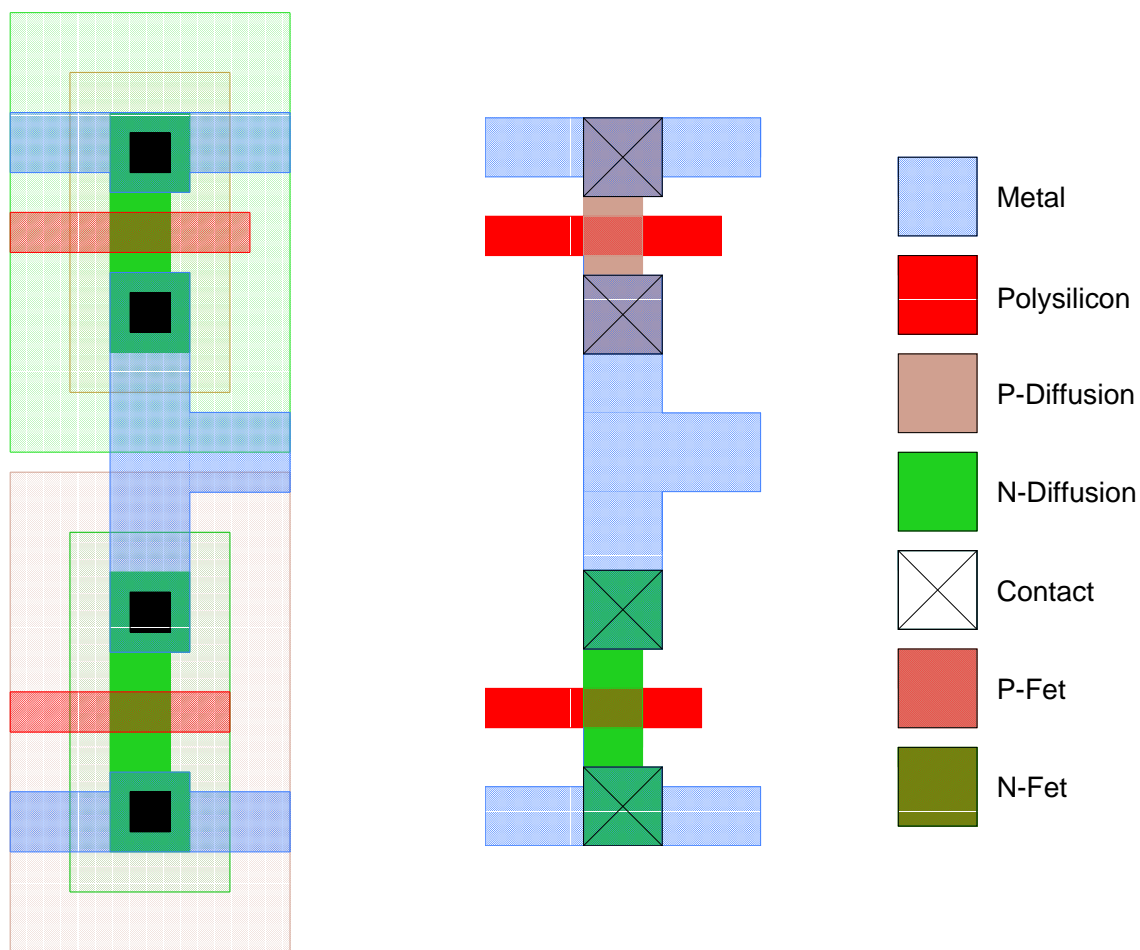 Metal
Polysilicon
P-Diffusion
N-Diffusion
Contact
P-Fet
N-Fet